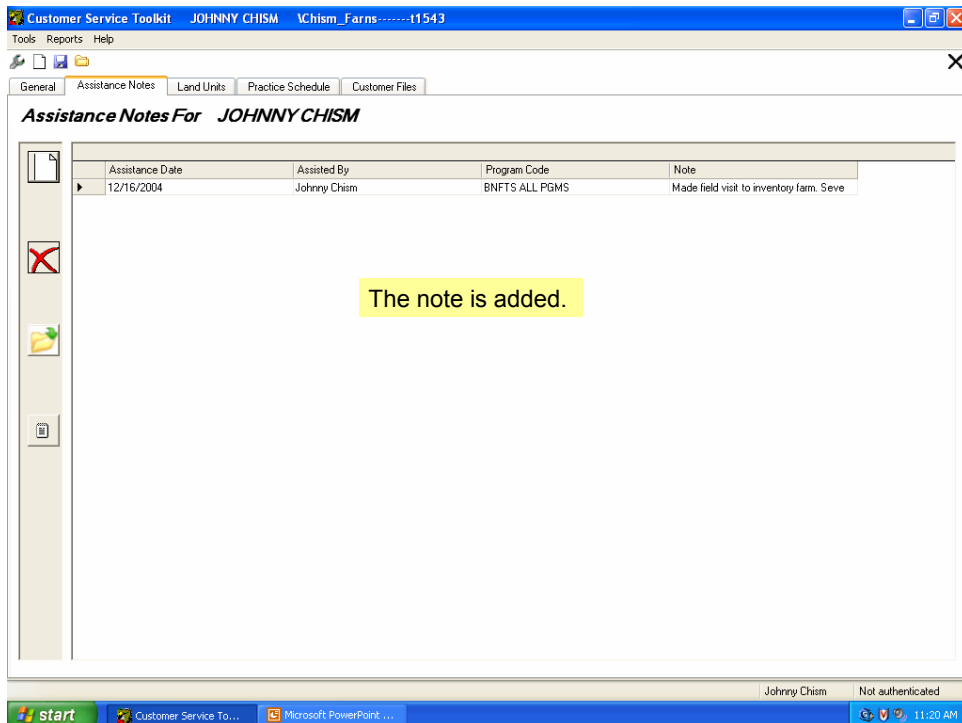 Customer Service Toolkit JOHNNY CHISM \Chism_Farns-------t1543
Tools Reports Help
General Assistance Notes Land Units Practice Schedule Customer Files
Assistance Notes For JOHNNY CHISM
Assistance Date Assisted By Program Code Note
12/16/2004 Johnny Chism BNFTS ALL PGMS Made field visit to inventory farm. Seve
The note is added.
Johnny Chism Not authenticated
start Customer Service To... Microsoft PowerPoint ... 11:20 AM